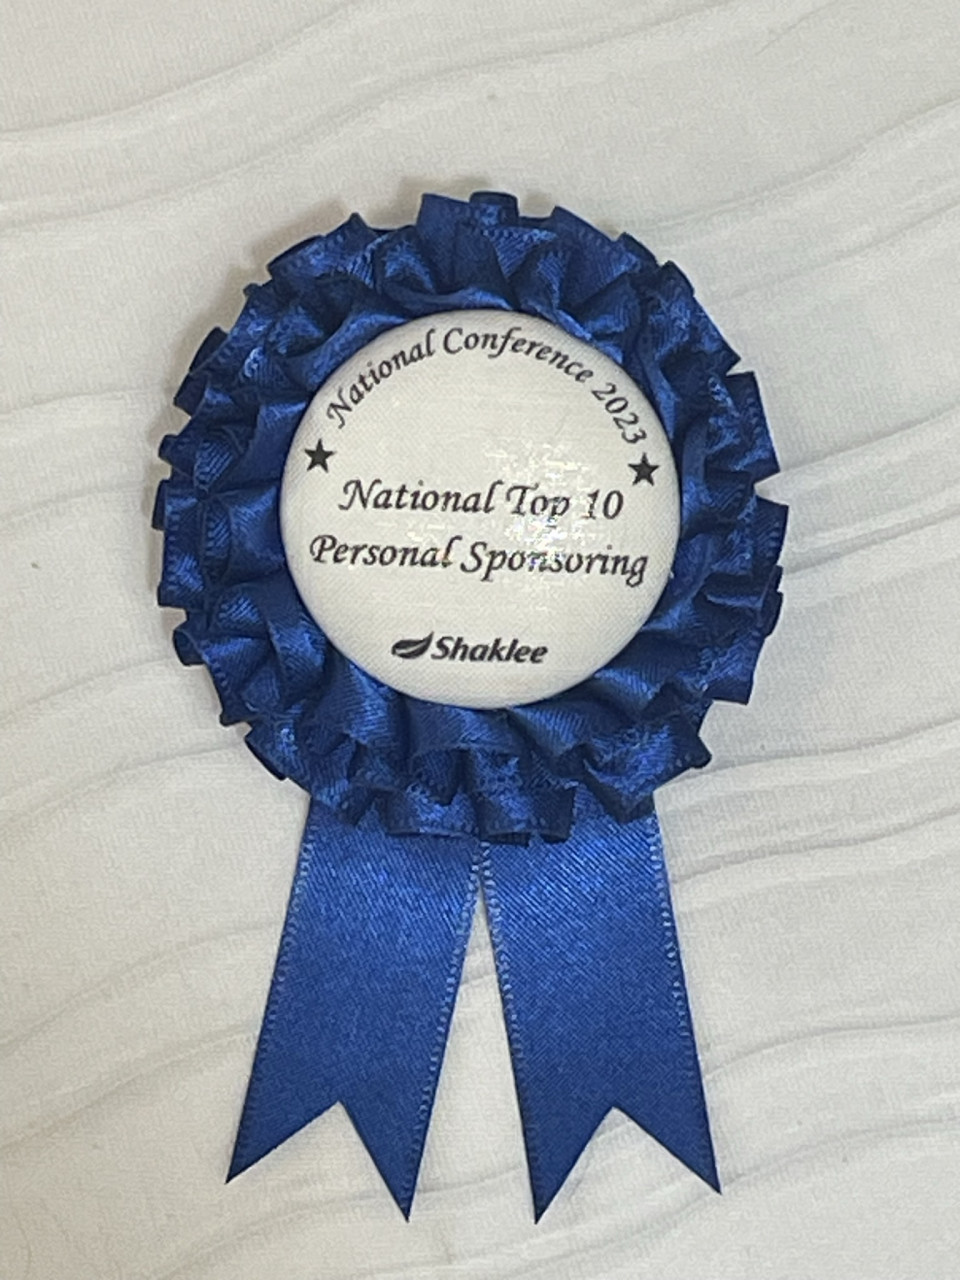 National Conference 2023
National Top 10
Personal Sponsoring
Shaklee